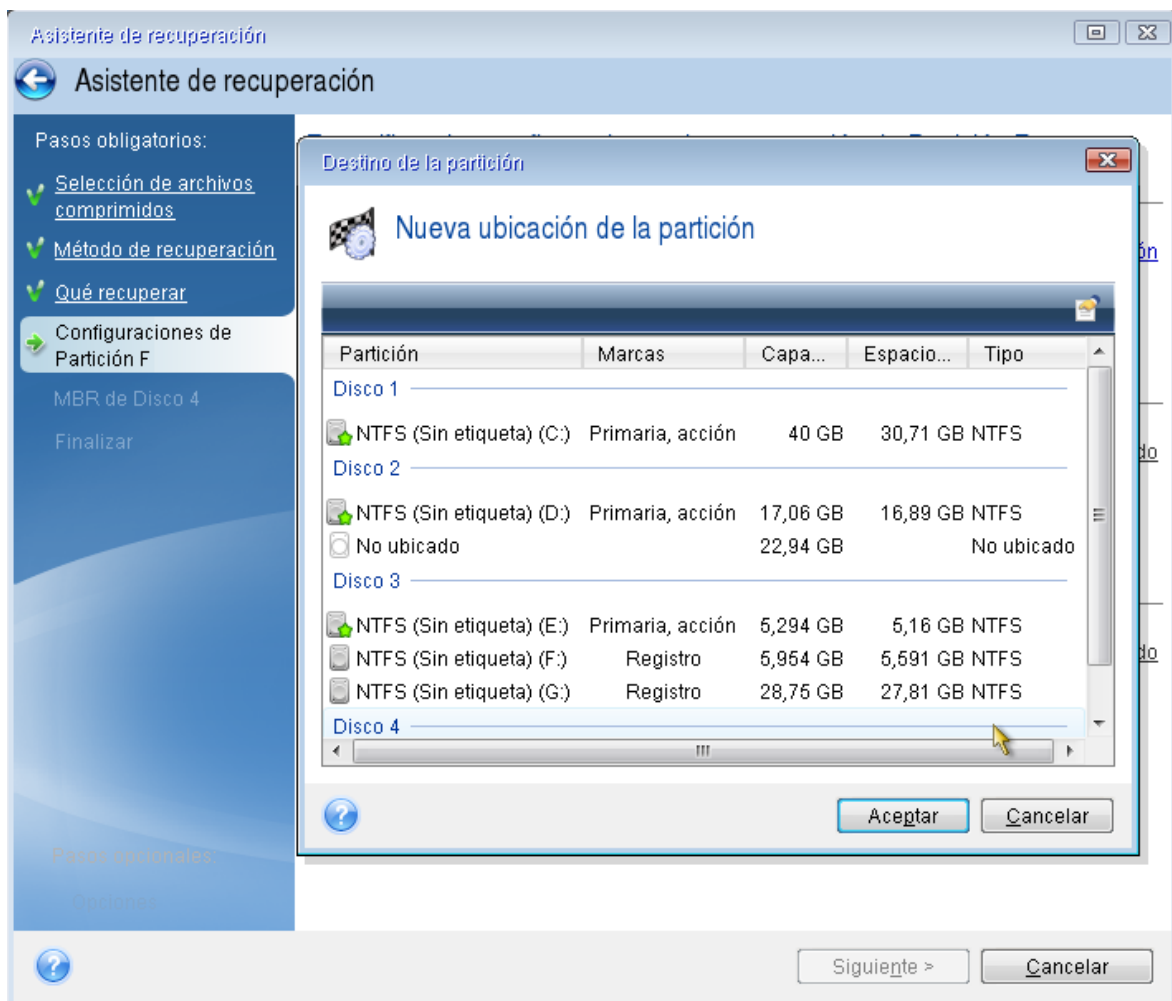 Asistente de recuperación
Asistente de recuperación
Pasos obligatorios:
Selección de archivos
comprimidos
Método de recuperación
Qué recuperar
Configuraciones de
Partición F
MBR de Disco 4
Finalizar
Pasos opcionales:
Opciones
Destino de la partición
Nueva ubicación de la partición
Partición Marcas Capa... Espacio... Tipo
Disco 1
NTFS (Sin etiqueta) (C:) Primaria, acción 40 GB 30,71 GB NTFS
Disco 2
NTFS (Sin etiqueta) (D:) Primaria, acción 17,06 GB 16,89 GB NTFS
No ubicado 22,94 GB No ubicado
Disco 3
NTFS (Sin etiqueta) (E:) Primaria, acción 5,294 GB 5,16 GB NTFS
NTFS (Sin etiqueta) (F:) Registro 5,954 GB 5,591 GB NTFS
NTFS (Sin etiqueta) (G:) Registro 28,75 GB 27,81 GB NTFS
Disco 4
Aceptar Cancelar
ón
do
do
Siguiente > Cancelar